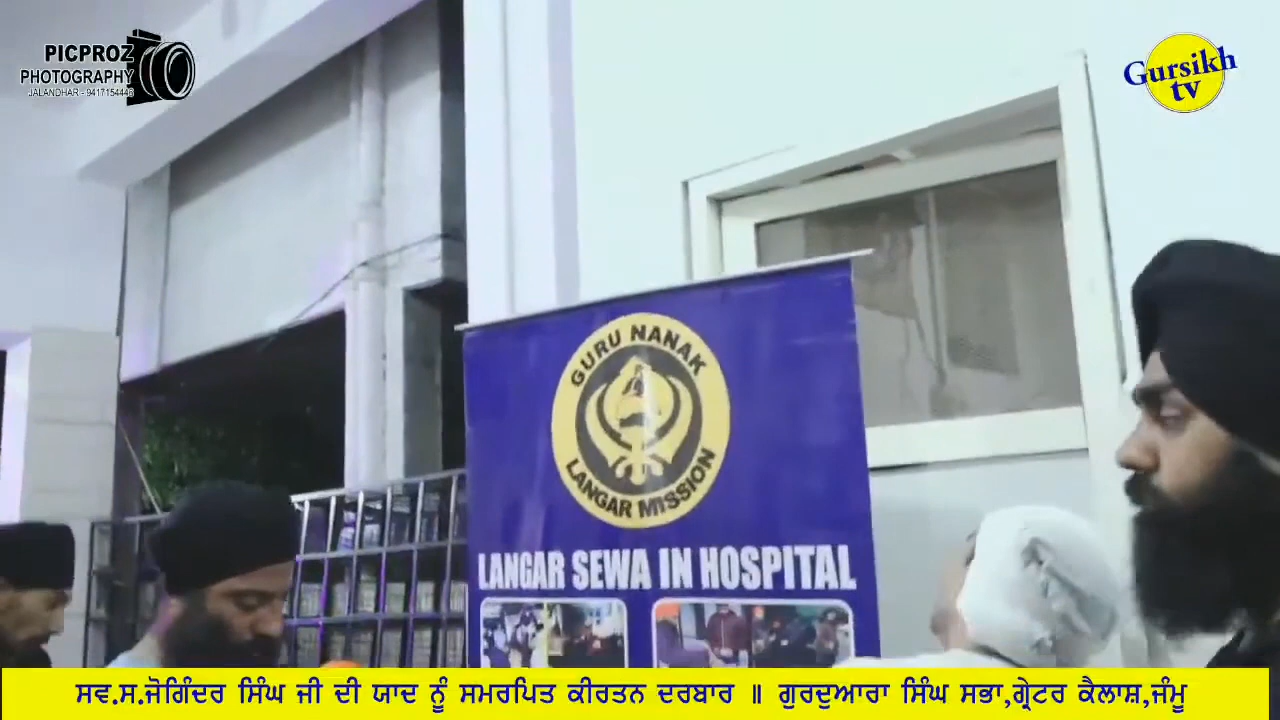 PICPROZ
PHOTOGRAPHY
JALANDHAR - 9417154443
Gursikh
tv
GURU NANAK
LANGAR MISSION
LANGAR SEWA IN HOSPITAL
ਸਵ.ਸ.ਜੋਗਿੰਦਰ ਸਿੰਘ ਜੀ ਦੀ ਯਾਦ ਨੂੰ ਸਮਰਪਿਤ ਕੀਰਤਨ ਦਰਬਾਰ ॥ ਗੁਰਦੁਆਰਾ ਸਿੰਘ ਸਭਾ,ਗ੍ਰੇਟਰ ਕੈਲਾਸ਼,ਜੰਮੂ